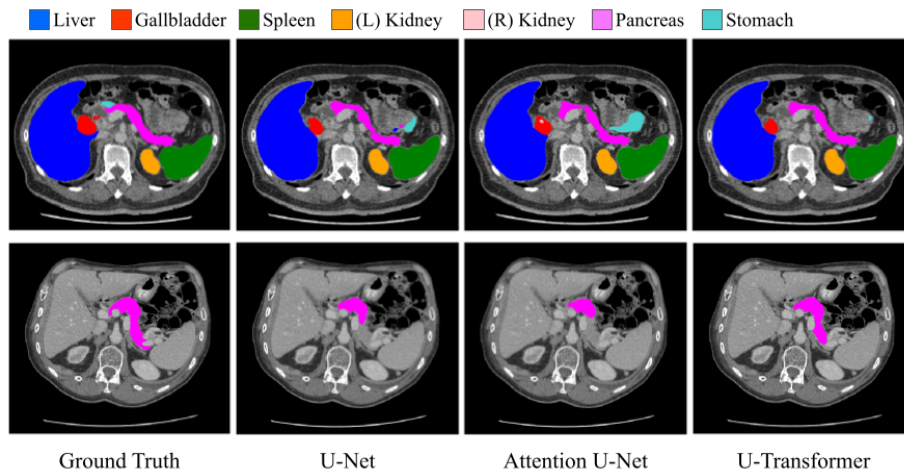 Liver Gallbladder Spleen (L) Kidney (R) Kidney Pancreas Stomach
Ground Truth U-Net Attention U-Net U-Transformer